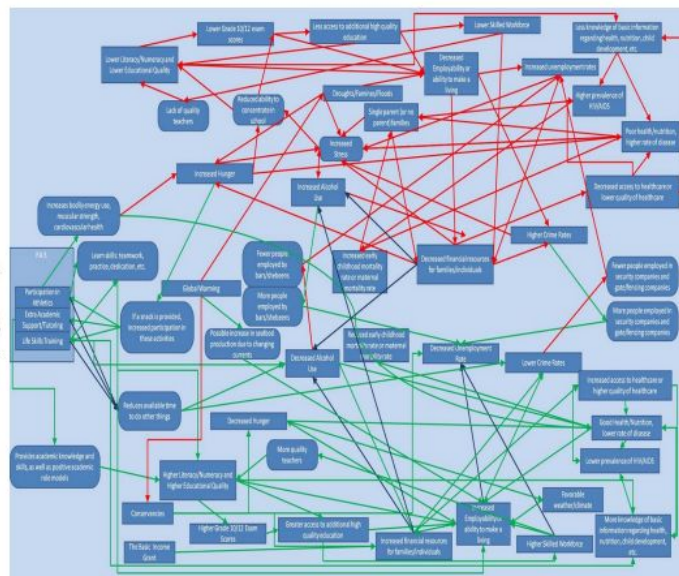 Lower Grade 10/12 exam
scores
Less access to additional high quality
education
Lower Skilled Workforce
Less knowledge of basic information
regarding health, nutrition, child
development, etc.
Lower Literacy/Numeracy and
Lower Educational Quality
Decreased
Employability or
ability to make a
living
Increased unemployment rates
Lack of quality
teachers
Reduced ability to
concentrate in
school
Droughts/Famines/Floods
Single parent (or no
parent) families
Higher prevalence
of HIV/AIDS
Increased
Stress
Poor health/nutrition,
higher rate of disease
Increased Hunger
Increased Alcohol
Use
Decreased access to healthcare or
lower quality of healthcare
Increases bodily energy use,
muscular strength,
cardiovascular health
Higher Crime Rates
Learn skills: teamwork,
practice, dedication, etc.
Fewer people
employed by
bars/shebeens
Increased early
childhood mortality
rate or maternal
mortality rate
Decreased financial resources
for families/individuals
Fewer people employed in
security companies and
gate/fencing companies
Participation in
Athletics
Extra Academic
Support/Tutoring
Life Skills Training
Global Warming
More people
employed by
bars/shebeens
If a snack is provided,
increased participation in
these activities
More people employed in
security companies and
gate/fencing companies
Possible increase in seafood
production due to changing
currents
Reduced early childhood
Decreased Unemployment
Rate
Decreased Alcohol
Use
Lower Crime Rates
Increased access to healthcare or higher
quality of healthcare
Reduces available time
to do other things
Decreased Hunger
Good Health/Nutrition,
lower rate of disease
Provides academic knowledge and
skills, as well as positive academic
role models
More quality
teachers
Lower prevalence of HIV/AIDS
Higher Literacy/Numeracy and
Higher Educational Quality
Favorable
weather/climate
Conservancies
Increased
Employability or
ability to make a
living
Higher Grade 10/12 Exam
Scores
Greater access to additional high
quality education
More knowledge of basic
information regarding health,
nutrition, child development,
etc.
The Basic Income
Grant
Increased financial resources
for families/individuals
Higher Skilled Workforce